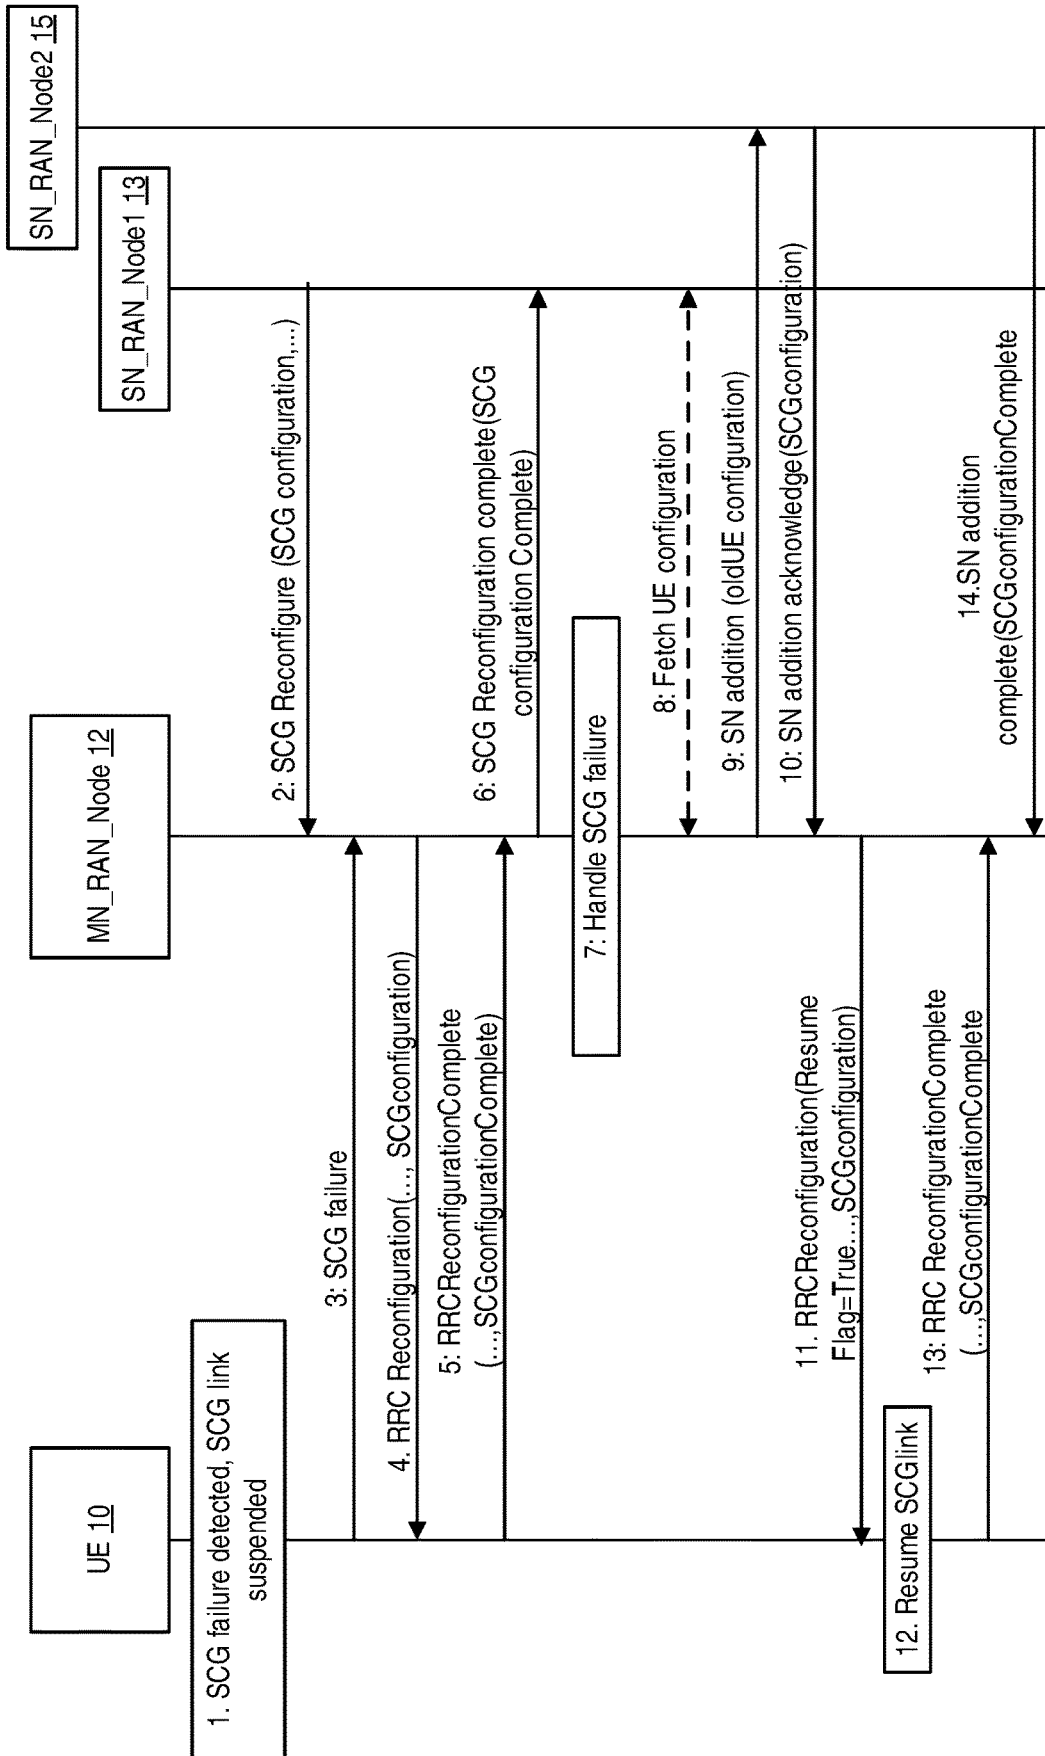 UE 10
MN_RAN_Node 12
SN_RAN_Node1 13
SN_RAN_Node2 15
1. SCG failure detected, SCG link
suspended
2: SCG Reconfigure (SCG configuration,...)
3: SCG failure
4. RRC Reconfiguration(..., SCGconfiguration)
5: RRCReconfigurationComplete
(...,SCGconfigurationComplete)
6: SCG Reconfiguration complete(SCG
configuration Complete)
7: Handle SCG failure
8: Fetch UE configuration
9: SN addition (oldUE configuration)
10: SN addition acknowledge(SCGconfiguration)
11. RRCReconfiguration(Resume
Flag=True...,SCGconfiguration)
12. Resume SCGlink
13: RRC ReconfigurationComplete
(...,SCGconfigurationComplete
14.SN addition
complete(SCGconfigurationComplete